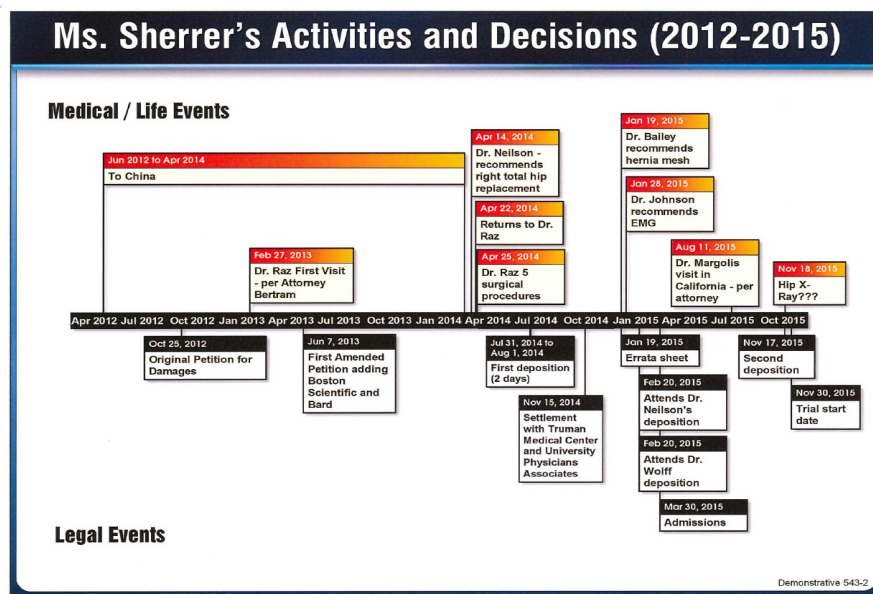 Ms. Sherrer's Activities and Decisions (2012-2015)
Medical / Life Events
Jun 2012 to Apr 2014
To China
Feb 27, 2013
Dr. Raz First Visit
- per Attorney
Bertram
Apr 14, 2014
Dr. Neilson -
recommends
right total hip
replacement
Apr 22, 2014
Returns to Dr.
Raz
Apr 25, 2014
Dr. Raz 5
surgical
procedures
Jan 19, 2015
Dr. Bailey
recommends
hernia mesh
Jan 28, 2015
Dr. Johnson
recommends
EMG
Aug 11, 2015
Dr. Margolis
visit in
California - per
attorney
Nov 18, 2015
Hip X-
Ray???
Apr 2012 Jul 2012 Oct 2012 Jan 2013 Apr 2013 Jul 2013 Oct 2013 Jan 2014 Apr 2014 Jul 2014 Oct 2014 Jan 2015 Apr 2015 Jul 2015 Oct 2015
Oct 25, 2012
Original Petition for
Damages
Jun 7, 2013
First Amended
Petition adding
Boston
Scientific and
Bard
Jul 31, 2014 to
Aug 1, 2014
First deposition
(2 days)
Nov 15, 2014
Settlement
with Truman
Medical Center
and University
Physicians
Associates
Jan 19, 2015
Errata sheet
Feb 20, 2015
Attends Dr.
Neilson's
deposition
Feb 20, 2015
Attends Dr.
Wolff
deposition
Mar 30, 2015
Admissions
Nov 17, 2015
Second
deposition
Nov 30, 2015
Trial start
date
Legal Events
Demonstrative 543-2